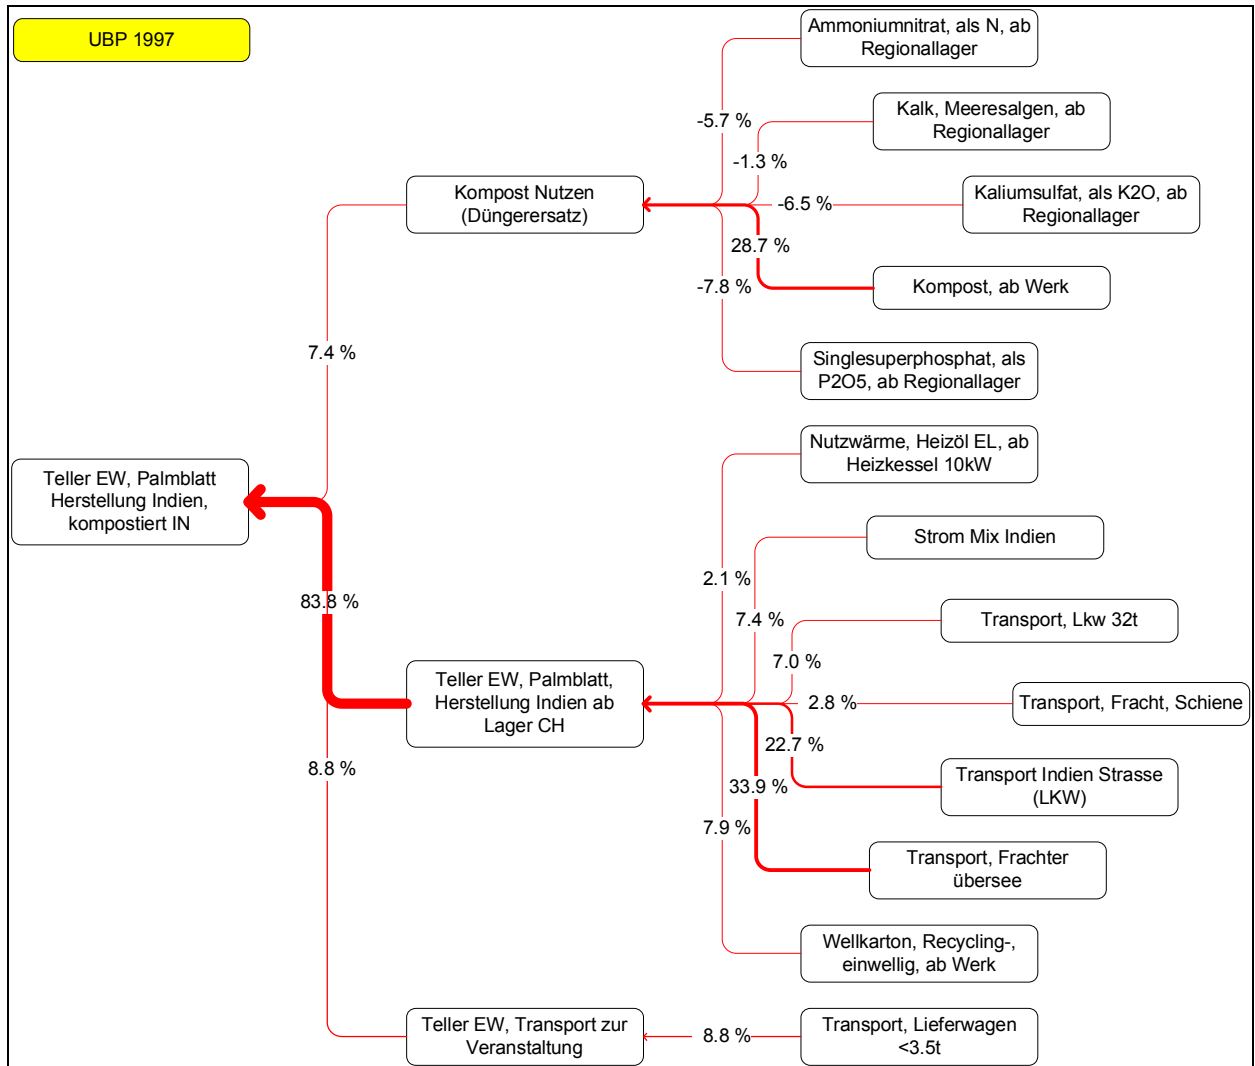 UBP 1997
Ammoniumnitrat, als N, ab
Regionallager
-5.7 %
Kalk, Meeresalgen, ab
Regionallager
-1.3 %
Kompost Nutzen
(Düngerersatz)
Kaliumsulfat, als K2O, ab
Regionallager
-6.5 %
28.7 %
Kompost, ab Werk
-7.8 %
Singlesuperphosphat, als
P2O5, ab Regionallager
7.4 %
Teller EW, Palmblatt
Herstellung Indien,
kompostiert IN
83.8 %
Nutzwärme, Heizöl EL, ab
Heizkessel 10kW
2.1 %
Strom Mix Indien
7.4 %
Transport, Lkw 32t
7.0 %
Teller EW, Palmblatt,
Herstellung Indien ab
Lager CH
2.8 %
Transport, Fracht, Schiene
22.7 %
Transport Indien Strasse
(LKW)
33.9 %
Transport, Frachter
übersee
7.9 %
Wellkarton, Recycling-,
einwellig, ab Werk
8.8 %
Teller EW, Transport zur
Veranstaltung
8.8 %
Transport, Lieferwagen
<3.5t